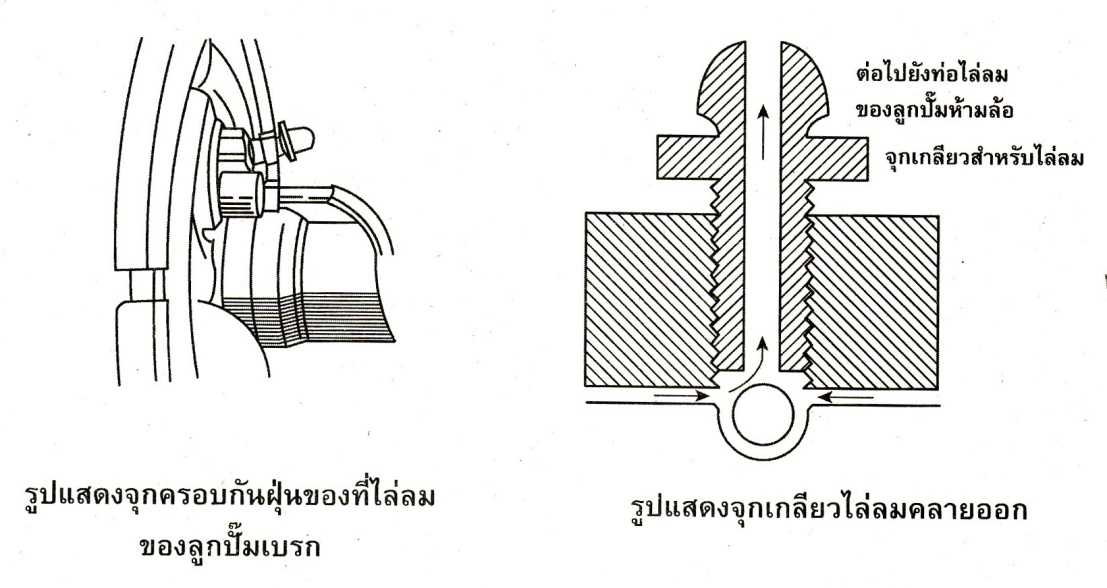 ต่อไปยังท่อไล่ลม
ของลูกปั๊มห้ามล้อ
จุกเกลียวสำหรับไล่ลม
รูปแสดงจุกครอบกันฝุ่นของที่ไล่ลม
ของลูกปั๊มเบรก
รูปแสดงจุกเกลียวไล่ลมคลายออก